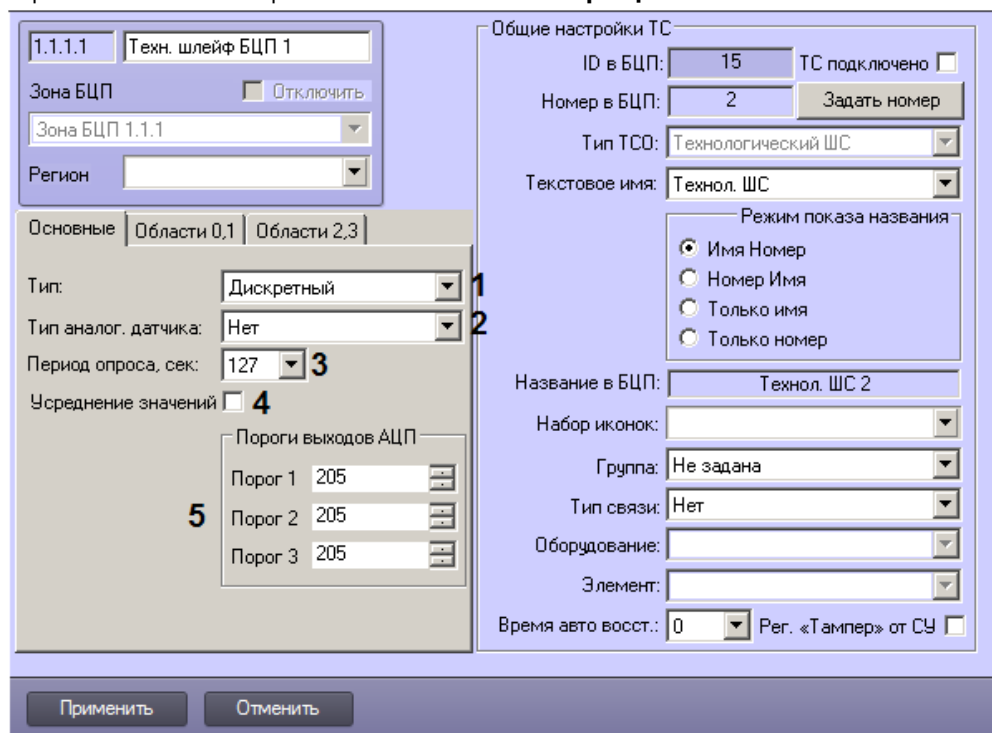 1.1.1.1 Техн. шлейф БЦП 1
Зона БЦП Отключить
Зона БЦП 1.1.1
Регион
Основные Области 0,1 Области 2,3
Тип: Дискретный 1
Тип аналог. датчика: Нет 2
Период опроса, сек: 127 3
Усреднение значений 4
Пороги выходов АЦП
Порог 1 205
5 Порог 2 205
Порог 3 205
Общие настройки ТС
ID в БЦП: 15 ТС подключено
Номер в БЦП: 2 Задать номер
Тип ТСО: Технологический ШС
Текстовое имя: Технол. ШС
Режим показа названия
Имя Номер
Номер Имя
Только имя
Только номер
Название в БЦП: Технол. ШС 2
Набор иконок:
Группа: Не задана
Тип связи: Нет
Оборудование:
Элемент:
Время авто восст.: 0 Рег. «Тампер» от СУ
Применить Отменить